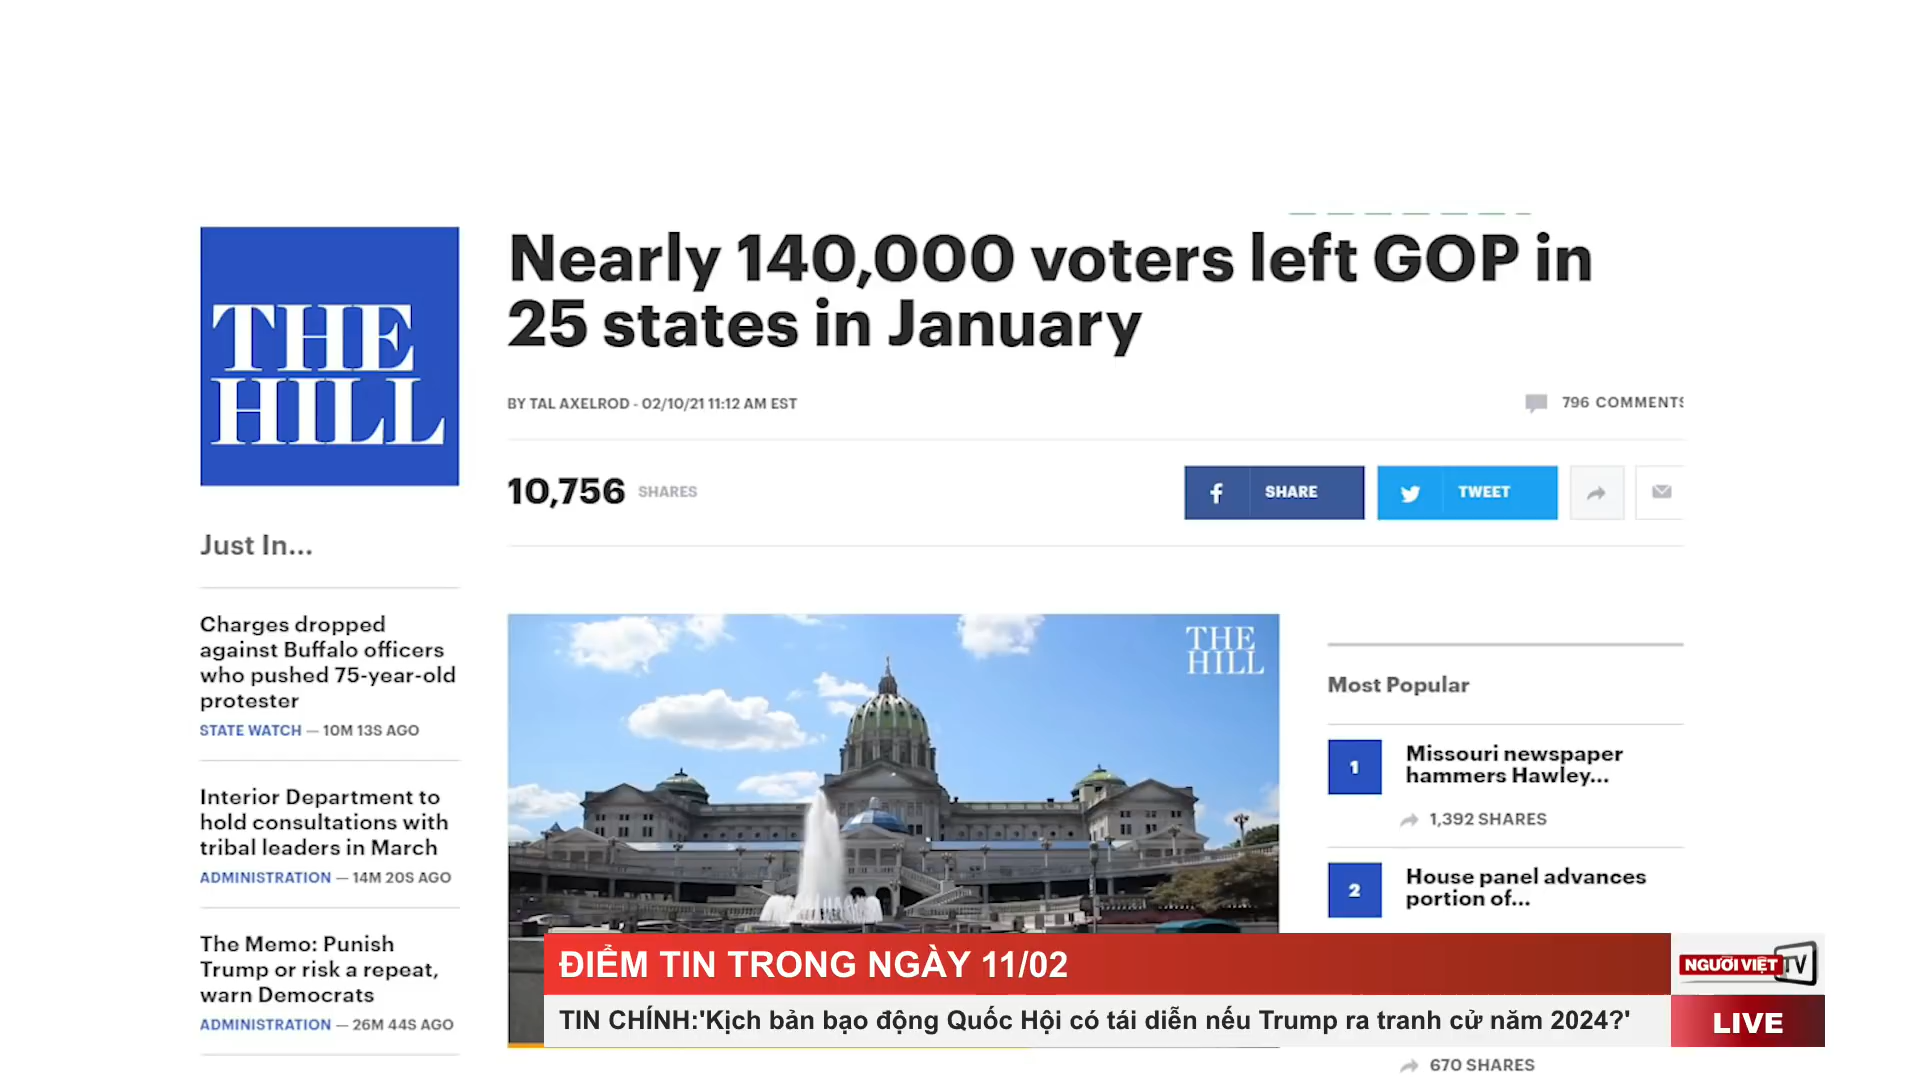 Nearly 140,000 voters left GOP in
25 states in January
THE
HILL
BY TAL AXELROD - 02/10/21 11:12 AM EST
796 COMMENTS
10,756 SHARES
SHARE
TWEET
Just In...
Charges dropped
against Buffalo officers
who pushed 75-year-old
protester
STATE WATCH — 10M 13S AGO
Interior Department to
hold consultations with
tribal leaders in March
ADMINISTRATION — 14M 20S AGO
The Memo: Punish
Trump or risk a repeat,
warn Democrats
ADMINISTRATION — 26M 44S AGO
THE
HILL
Most Popular
1
Missouri newspaper
hammers Hawley...
1,392 SHARES
2
House panel advances
portion of...
670 SHARES
ĐIỂM TIN TRONG NGÀY 11/02
TIN CHÍNH:'Kịch bản bạo động Quốc Hội có tái diễn nếu Trump ra tranh cử năm 2024?'
NGƯỜI VIỆT TV
LIVE